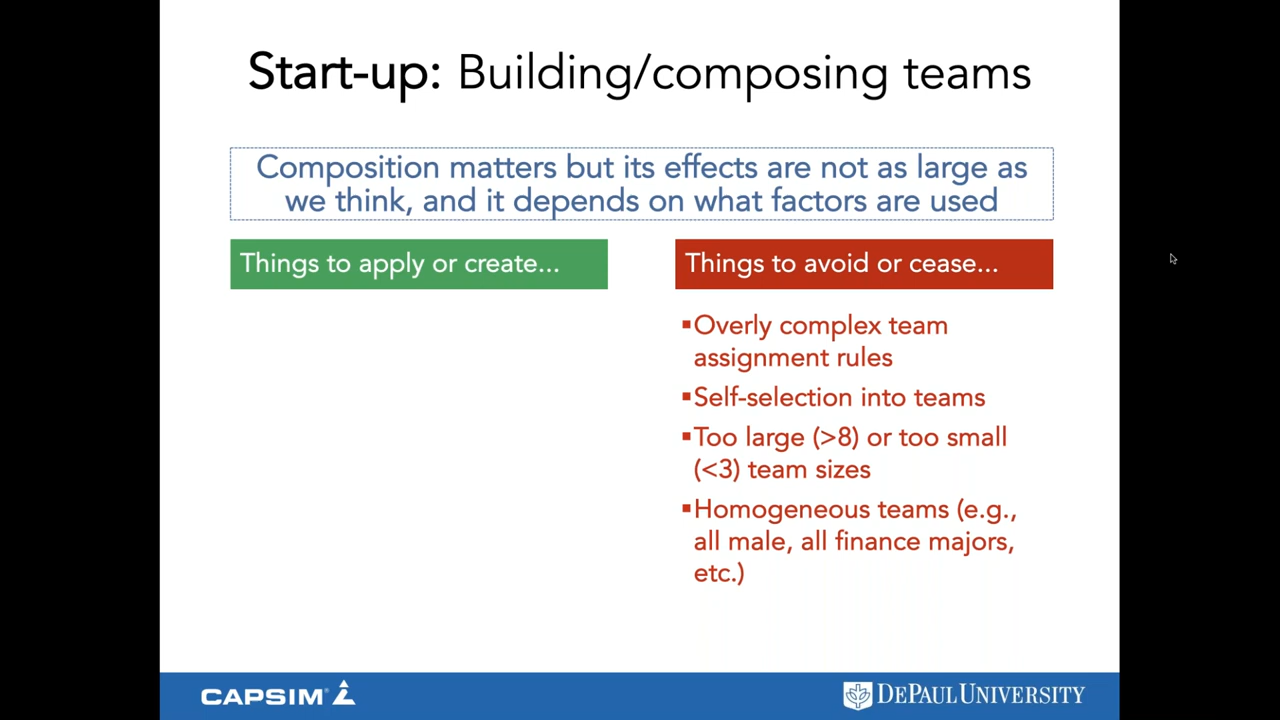 Start-up: Building/composing teams
Composition matters but its effects are not as large as
we think, and it depends on what factors are used
Things to apply or create...
Things to avoid or cease...
▪Overly complex team
assignment rules
▪Self-selection into teams
▪Too large (>8) or too small
(<3) team sizes
▪Homogeneous teams (e.g.,
all male, all finance majors,
etc.)
CAPSIM®
DEPAUL UNIVERSITY